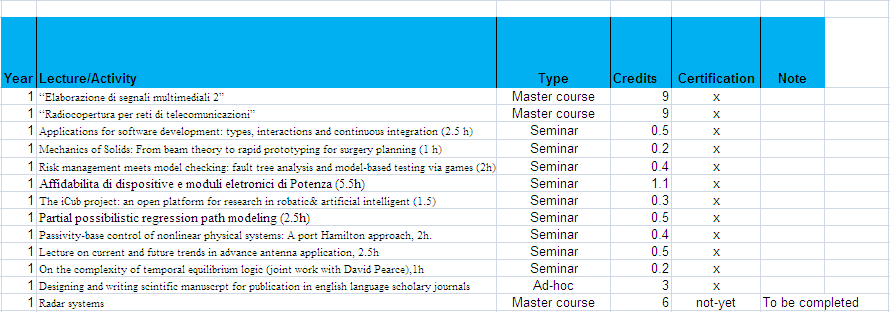 Year Lecture/Activity Type Credits Certification Note
1 “Elaborazione di segnali multimediali 2” Master course 9 x
1 “Radiocopertura per reti di telecomunicazioni” Master course 9 x
1 Applications for software development: types, interactions and continuous integration (2.5 h) Seminar 0.5 x
1 Mechanics of Solids: From beam theory to rapid prototyping for surgery planning (1 h) Seminar 0.2 x
1 Risk management meets model checking: fault tree analysis and model-based testing via games (2h) Seminar 0.4 x
1 Affidabilita di dispositive e moduli eletronici di Potenza (5.5h) Seminar 1.1 x
1 The iCub project: an open platform for research in robotic& artificial intelligent (1.5) Seminar 0.3 x
1 Partial possibilistic regression path modeling (2.5h) Seminar 0.5 x
1 Passivity-base control of nonlinear physical systems: A port Hamilton approach, 2h. Seminar 0.4 x
1 Lecture on current and future trends in advance antenna application, 2.5h Seminar 0.5 x
1 On the complexity of temporal equilibrium logic (joint work with David Pearce),1h Seminar 0.2 x
1 Designing and writing scintific manuscrpt for publication in english language scholary journals Ad-hoc 3 x
1 Radar systems Master course 6 not-yet To be completed